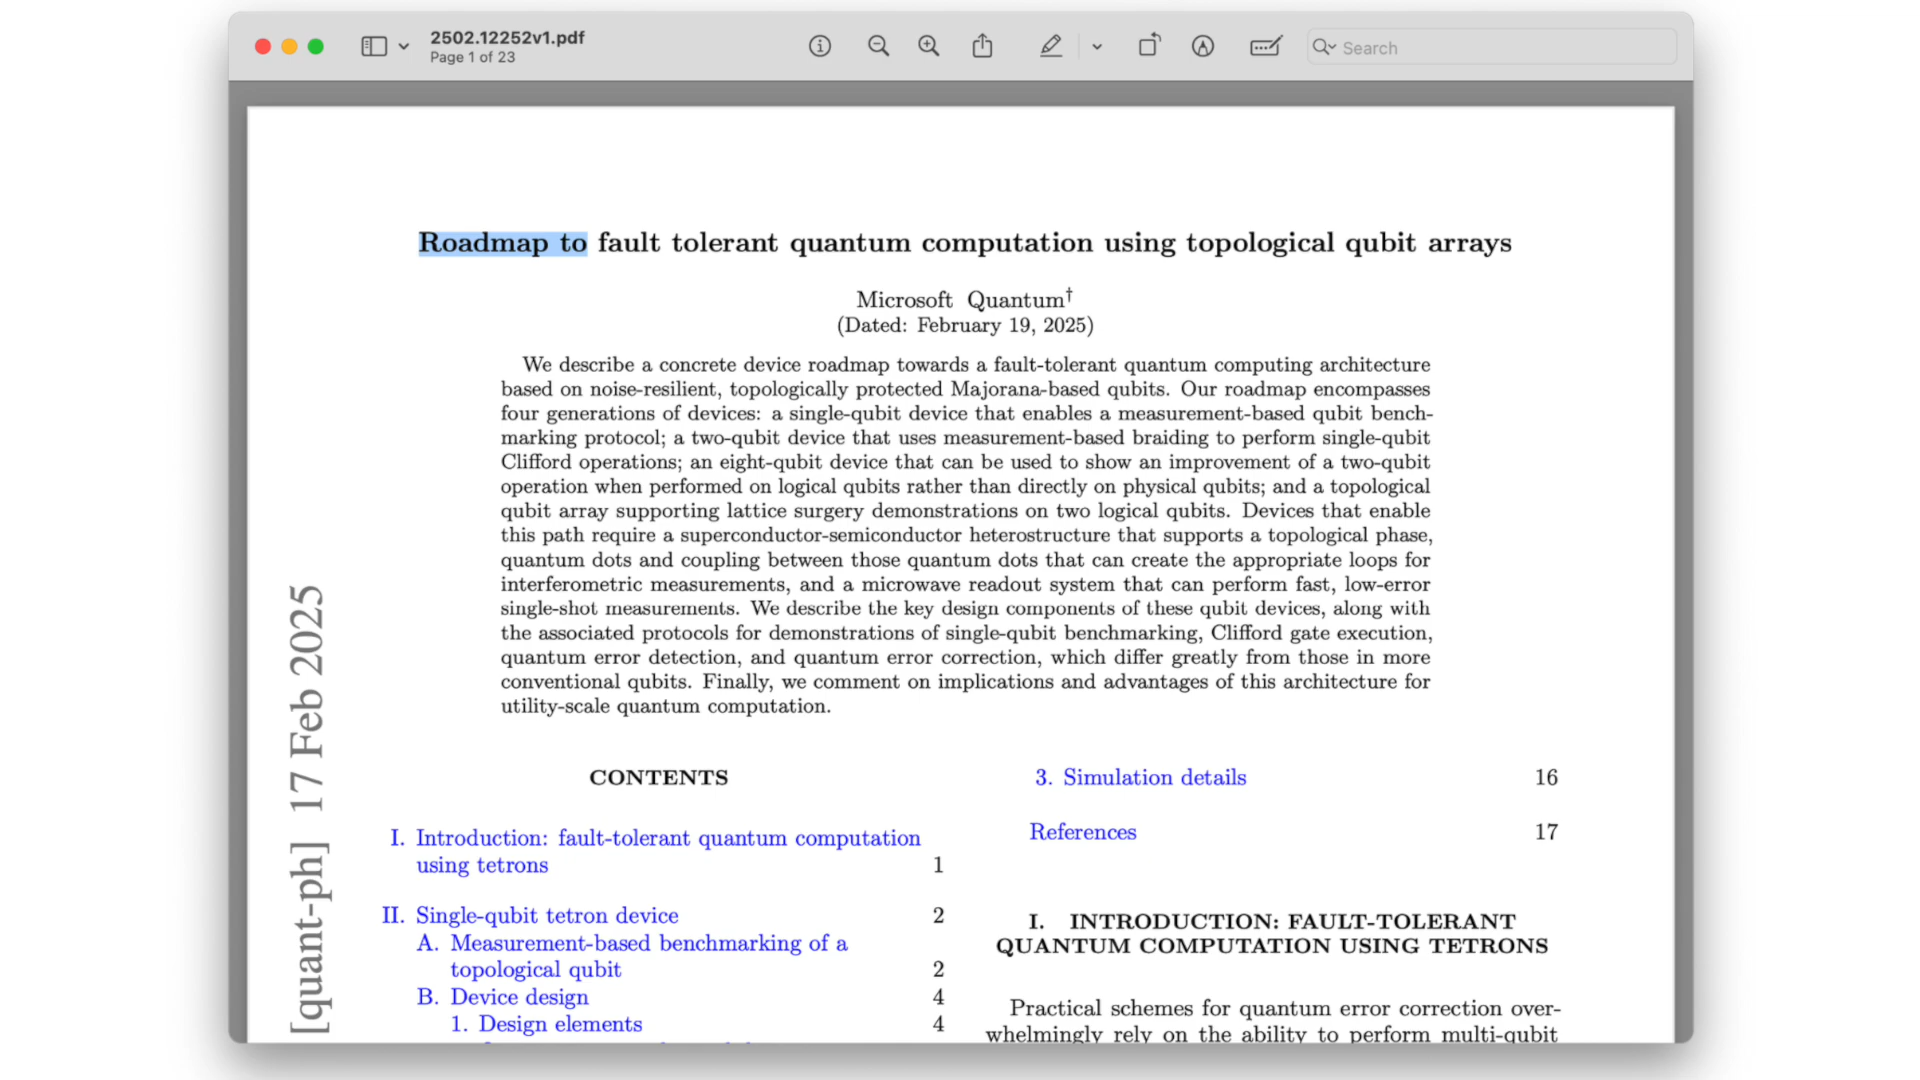 2502.12252v1.pdf
Page 1 of 23
Search
Roadmap to fault tolerant quantum computation using topological qubit arrays
Microsoft Quantum†
(Dated: February 19, 2025)
We describe a concrete device roadmap towards a fault-tolerant quantum computing architecture
based on noise-resilient, topologically protected Majorana-based qubits. Our roadmap encompasses
four generations of devices: a single-qubit device that enables a measurement-based qubit bench-
marking protocol; a two-qubit device that uses measurement-based braiding to perform single-qubit
Clifford operations; an eight-qubit device that can be used to show an improvement of a two-qubit
operation when performed on logical qubits rather than directly on physical qubits; and a topological
qubit array supporting lattice surgery demonstrations on two logical qubits. Devices that enable
this path require a superconductor-semiconductor heterostructure that supports a topological phase,
quantum dots and coupling between those quantum dots that can create the appropriate loops for
interferometric measurements, and a microwave readout system that can perform fast, low-error
single-shot measurements. We describe the key design components of these qubit devices, along with
the associated protocols for demonstrations of single-qubit benchmarking, Clifford gate execution,
quantum error detection, and quantum error correction, which differ greatly from those in more
conventional qubits. Finally, we comment on implications and advantages of this architecture for
utility-scale quantum computation.
[quant-ph] 17 Feb 2025
CONTENTS
I. Introduction: fault-tolerant quantum computation
using tetrons 1
II. Single-qubit tetron device 2
A. Measurement-based benchmarking of a
topological qubit 2
B. Device design 4
1. Design elements 4
3. Simulation details 16
References 17
I. INTRODUCTION: FAULT-TOLERANT
QUANTUM COMPUTATION USING TETRONS
Practical schemes for quantum error correction over-
whelmingly rely on the ability to perform multi-qubit